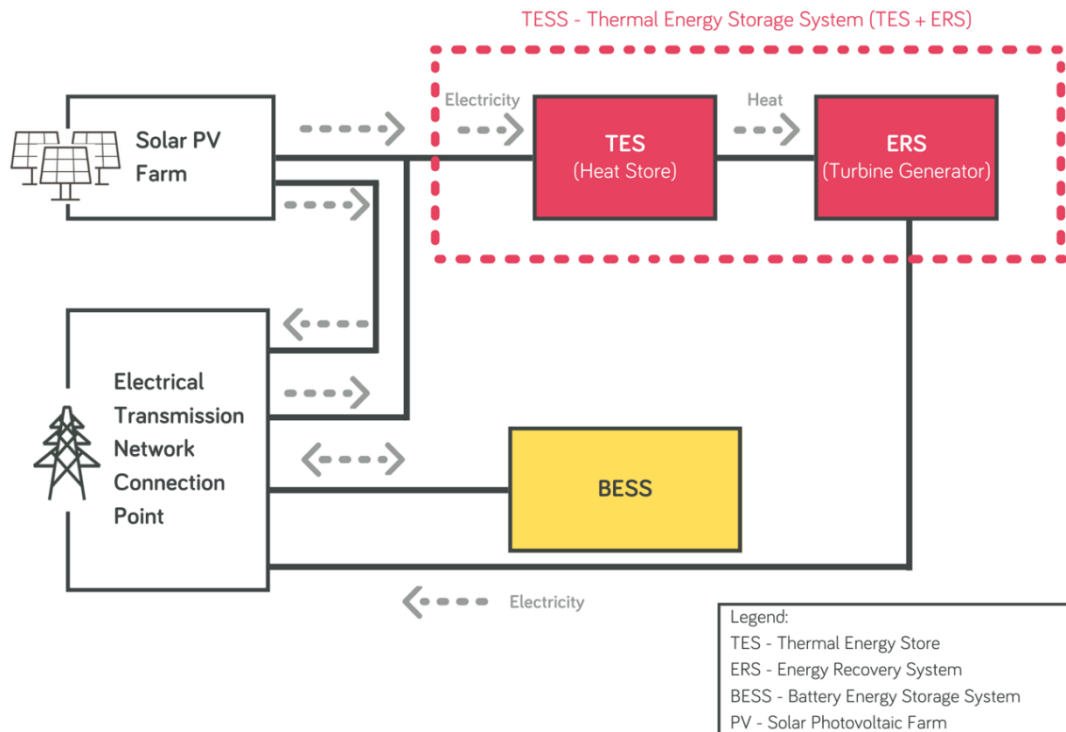 TESS - Thermal Energy Storage System (TES + ERS)
Electricity
Heat
Solar PV
Farm
TES
(Heat Store)
ERS
(Turbine Generator)
Electrical
Transmission
Network
Connection
Point
BESS
Electricity
Legend:
TES - Thermal Energy Store
ERS - Energy Recovery System
BESS - Battery Energy Storage System
PV - Solar Photovoltaic Farm